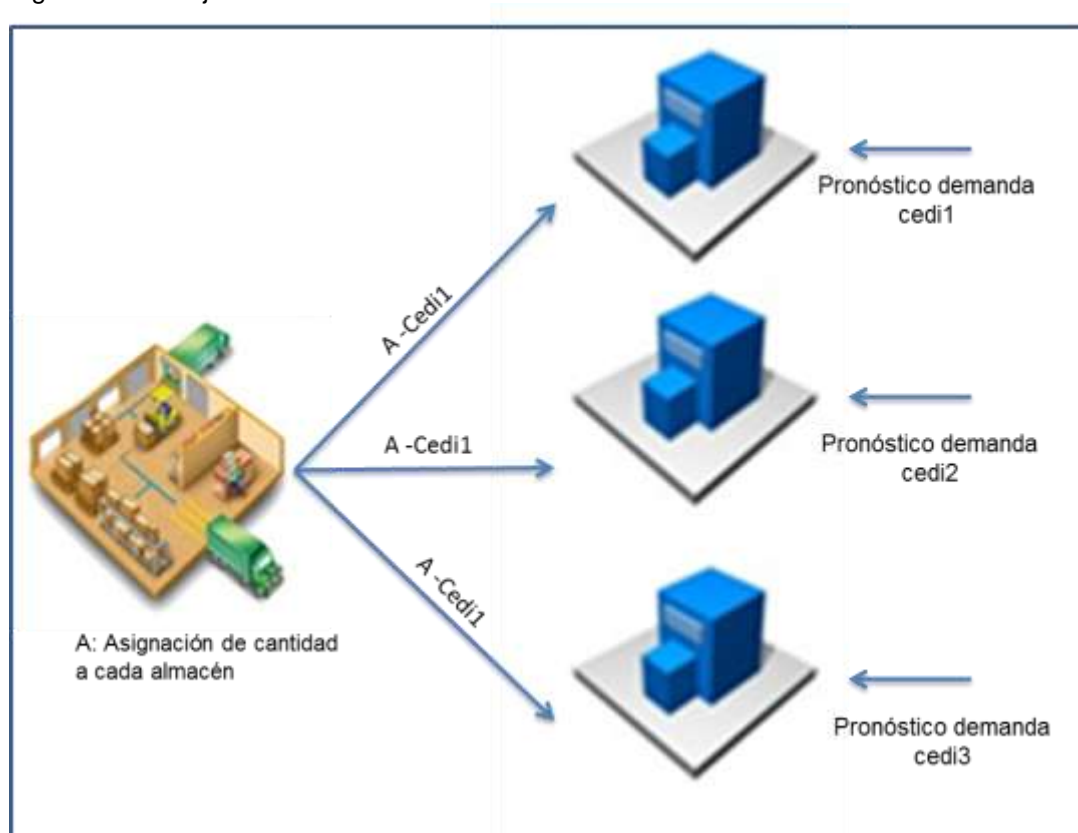 Pronóstico demanda
cedi1
A -Cedi1
A -Cedi1
Pronóstico demanda
cedi2
A -Cedi1
A: Asignación de cantidad
a cada almacén
Pronóstico demanda
cedi3